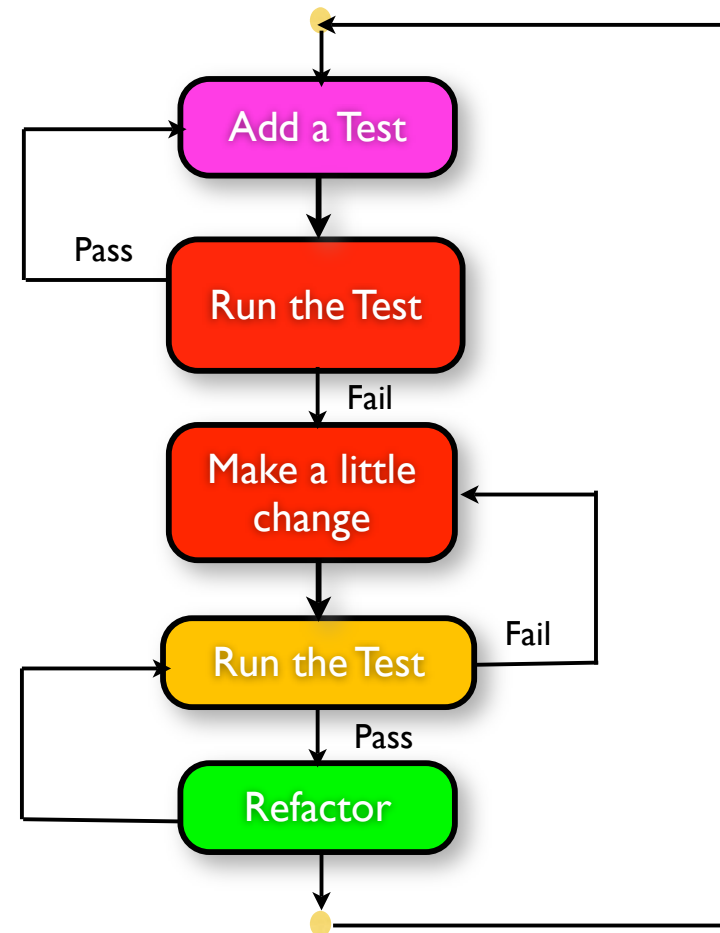 Add a Test
Pass
Run the Test
Fail
Make a little
change
Fail
Run the Test
Pass
Refactor